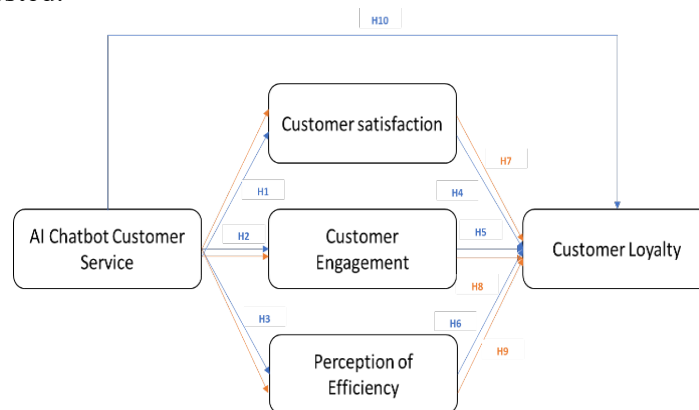 H10
Customer satisfaction
H7
H1
H4
AI Chatbot Customer
Service
H2
Customer
Engagement
H5
Customer Loyalty
H8
H3
H6
Perception of
Efficiency
H9